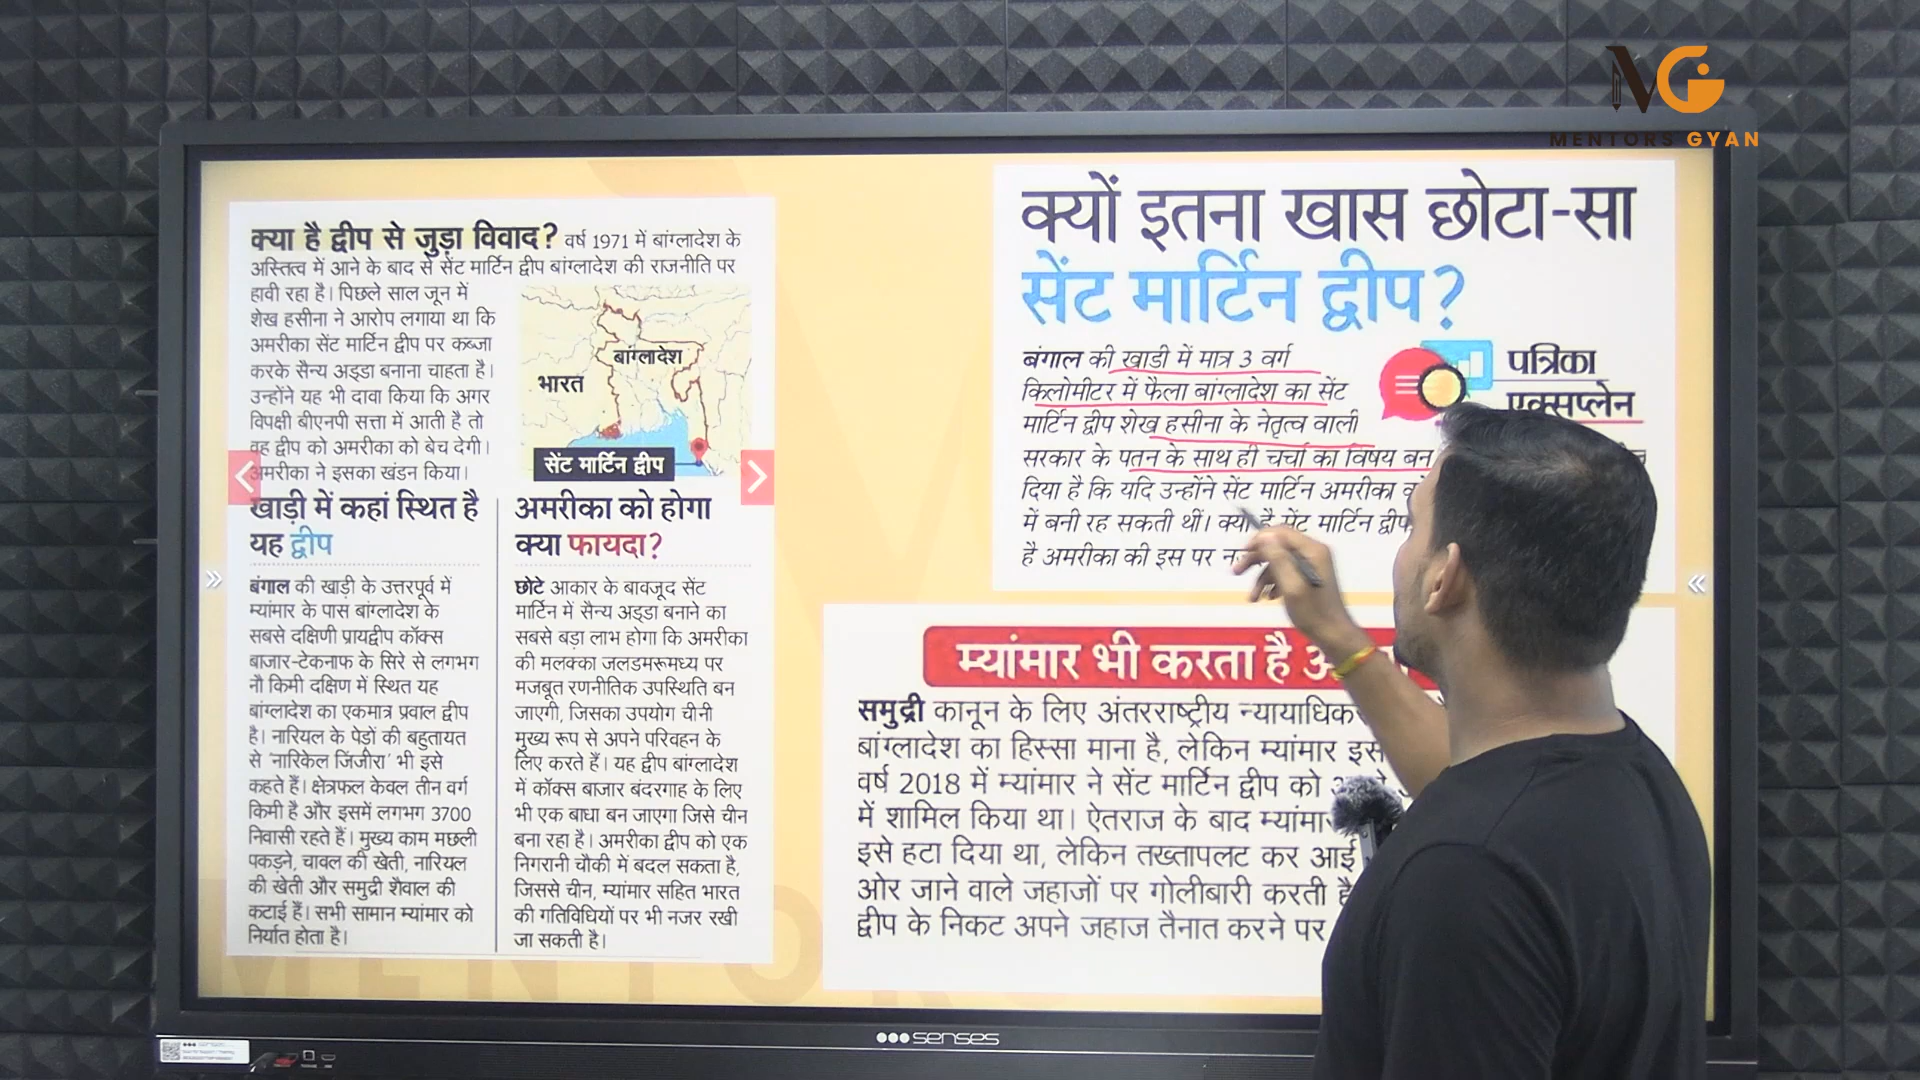 MENTORS GYAN
क्या है द्वीप से जुड़ा विवाद? वर्ष 1971 में बांग्लादेश के
अस्तित्व में आने के बाद से सेंट मार्टिन द्वीप बांग्लादेश की राजनीति पर
हावी रहा है। पिछले साल जून में
शेख हसीना ने आरोप लगाया था कि
अमरीका सेंट मार्टिन द्वीप पर कब्जा
करके सैन्य अड्डा बनाना चाहता है।
उन्होंने यह भी दावा किया कि अगर
विपक्षी बीएनपी सत्ता में आती है तो
वह द्वीप को अमरीका को बेच देगी।
अमरीका ने इसका खंडन किया।
बांग्लादेश
भारत
सेंट मार्टिन द्वीप
खाड़ी में कहां स्थित है
यह द्वीप
बंगाल की खाड़ी के उत्तरपूर्व में
म्यांमार के पास बांग्लादेश के
सबसे दक्षिणी प्रायद्वीप कॉक्स
बाजार-टेकनाफ के सिरे से लगभग
नौ किमी दक्षिण में स्थित यह
बांग्लादेश का एकमात्र प्रवाल द्वीप
है। नारियल के पेड़ों की बहुतायत
से 'नारिकेल जिंजीरा' भी इसे
कहते हैं। क्षेत्रफल केवल तीन वर्ग
किमी है और इसमें लगभग 3700
निवासी रहते हैं। मुख्य काम मछली
पकड़ने, चावल की खेती, नारियल
की खेती और समुद्री शैवाल की
कटाई हैं। सभी सामान म्यांमार को
निर्यात होता है।
अमरीका को होगा
क्या फायदा?
छोटे आकार के बावजूद सेंट
मार्टिन में सैन्य अड्डा बनाने का
सबसे बड़ा लाभ होगा कि अमरीका
की मलक्का जलडमरूमध्य पर
मजबूत रणनीतिक उपस्थिति बन
जाएगी, जिसका उपयोग चीनी
मुख्य रूप से अपने परिवहन के
लिए करते हैं। यह द्वीप बांग्लादेश
में कॉक्स बाजार बंदरगाह के लिए
भी एक बाधा बन जाएगा जिसे चीन
बना रहा है। अमरीका द्वीप को एक
निगरानी चौकी में बदल सकता है,
जिससे चीन, म्यांमार सहित भारत
की गतिविधियों पर भी नजर रखी
जा सकती है।
क्यों इतना खास छोटा-सा
सेंट मार्टिन द्वीप?
पत्रिका
एक्सप्लेन
बंगाल की खाड़ी में मात्र 3 वर्ग
किलोमीटर में फैला बांग्लादेश का सेंट
मार्टिन द्वीप शेख हसीना के नेतृत्व वाली
सरकार के पतन के साथ ही चर्चा का विषय बन
दिया है कि यदि उन्होंने सेंट मार्टिन अमरीका
में बनी रह सकती थीं। क्या है सेंट मार्टिन द्वीप
है अमरीका की इस पर
म्यांमार भी करता है
समुद्री कानून के लिए अंतरराष्ट्रीय
बांग्लादेश का हिस्सा माना है, लेकिन म्यांमार
वर्ष 2018 में म्यांमार ने सेंट मार्टिन द्वीप को
में शामिल किया था। ऐतराज के बाद म्यांमार
इसे हटा दिया था, लेकिन तख्तापलट कर आई
ओर जाने वाले जहाजों पर गोलीबारी करती
द्वीप के निकट अपने जहाज तैनात करने पर
MENTORS
senses